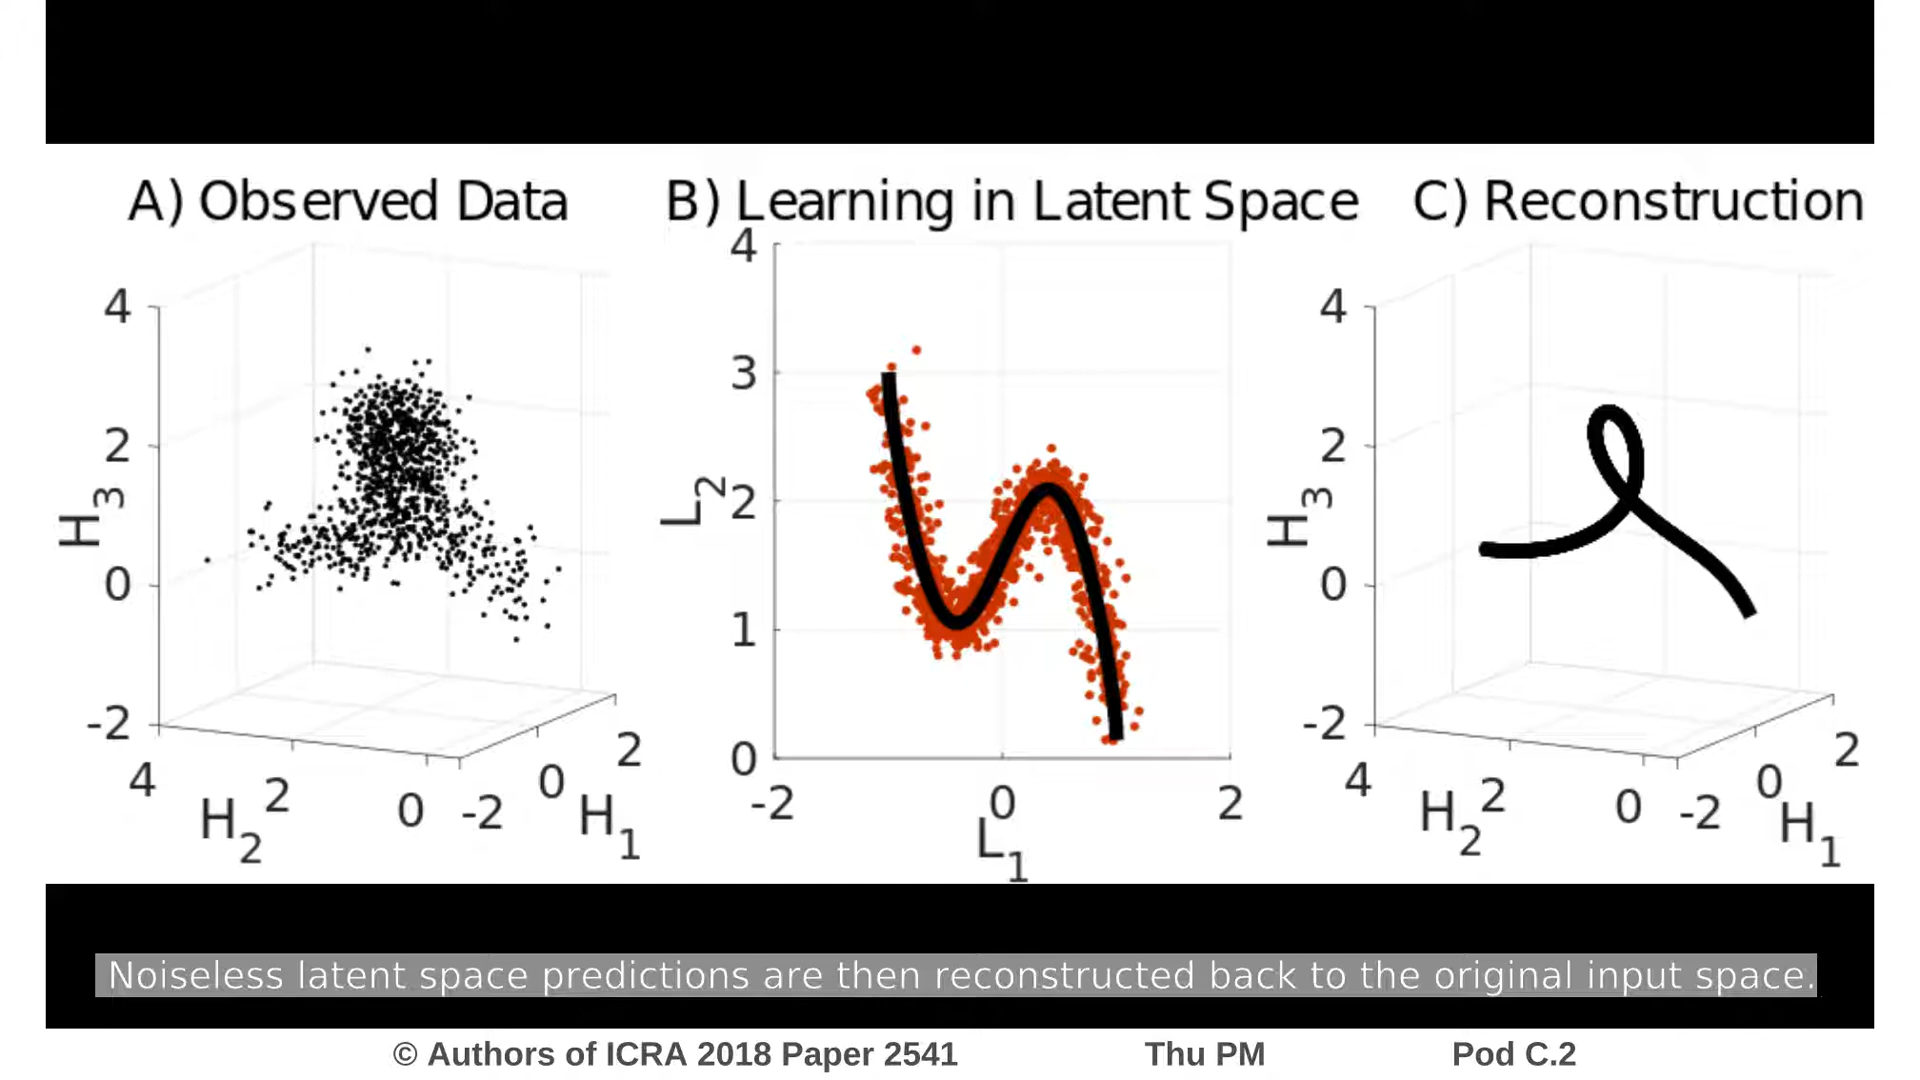 A) Observed Data
B) Learning in Latent Space
C) Reconstruction
4
2
0
-2
H3
4
2
0
H2
-2
0
2
H1
4
3
2
1
0
L2
-2
0
2
L1
4
2
0
-2
H3
4
2
0
H2
-2
0
2
H1
Noiseless latent space predictions are then reconstructed back to the original input space.
© Authors of ICRA 2018 Paper 2541 Thu PM Pod C.2